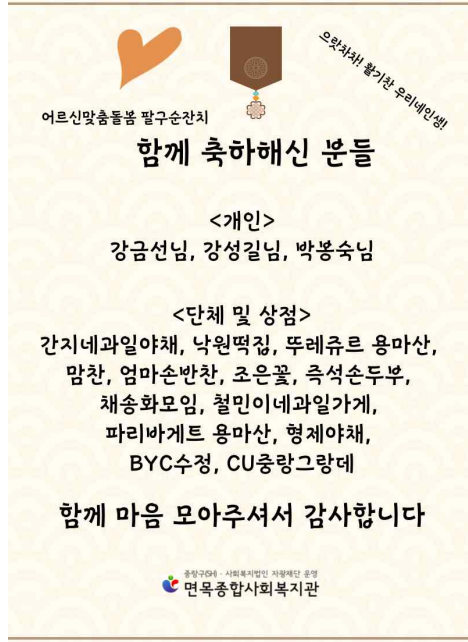 으랏차차! 활기찬 우리네인생!
어르신맞춤돌봄 팔구순잔치
함께 축하해신 분들
<개인>
강금선님, 강성길님, 박봉숙님
<단체 및 상점>
간지네과일야채, 낙원떡집, 뚜레쥬르 용마산,
맘찬, 엄마손반찬, 조은꽃, 즉석손두부,
채송화모임, 철민이네과일가게,
파리바게트 용마산, 형제야채,
BYC수정, CU중랑그랑데
함께 마음 모아주셔서 감사합니다
중랑구(SH) · 사회복지법인 자광재단 운영
면목종합사회복지관